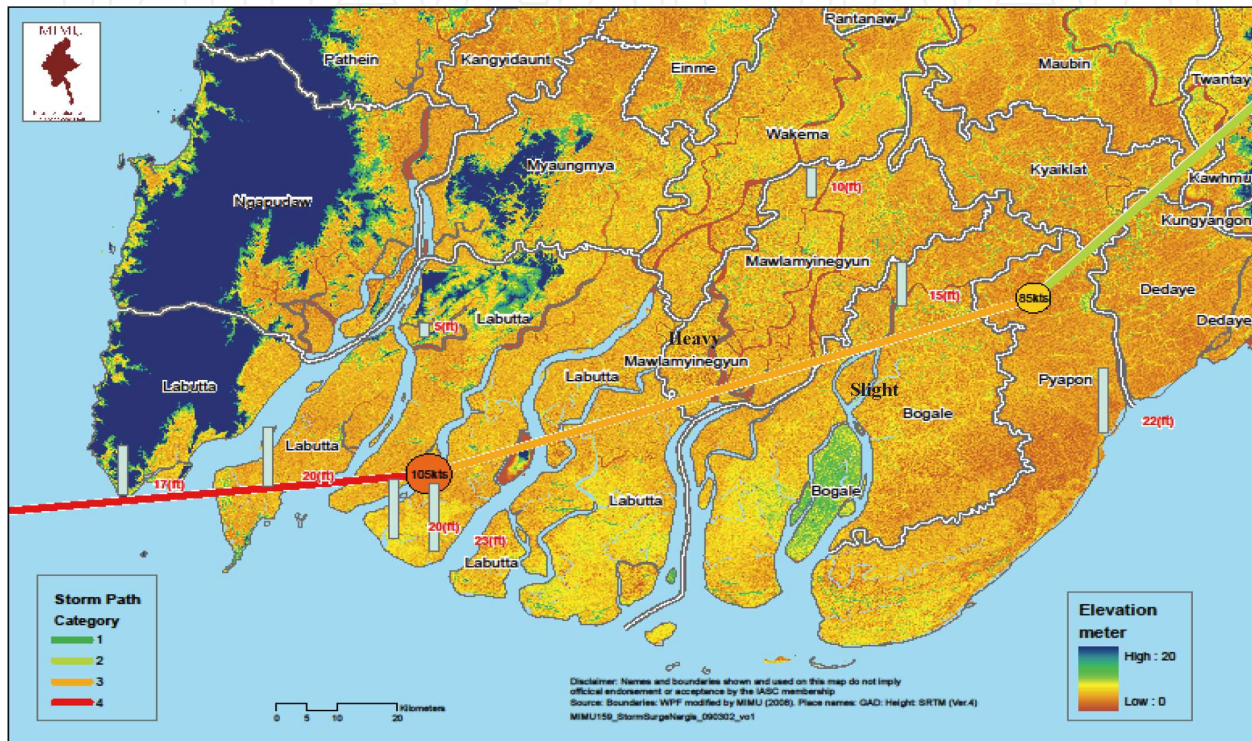 MIMU
Pantanaw
Pathein
Kangyidaunt
Einme
Maubin
Twantay
Wakema
Myaungmya
Kyaiklat
Kawhmu
10(ft)
Ngapudaw
Kungyangon
Mawlamyinegyun
Dedaye
15(ft)
85kts
Labutta
5(ft)
Dedaye
Heavy
Mawlamyinegyun
Labutta
Labutta
Slight
Pyapon
Bogale
22(ft)
Labutta
105kts
17(ft)
20(ft)
Bogale
Labutta
20(ft)
23(ft)
Labutta
Storm Path
Category
1
2
3
4
Kilometers
0 5 10 20
Disclaimer: Names and boundaries shown and used on this map do not imply
official endorsement or acceptance by the IASC membership
Source: Boundaries: WPF modified by MIMU (2008). Place names: GAD: Height: SRTM (Ver.4)
MIMU159_StormSurgeNargis_090302_vo1
Elevation
meter
High : 20
Low : 0